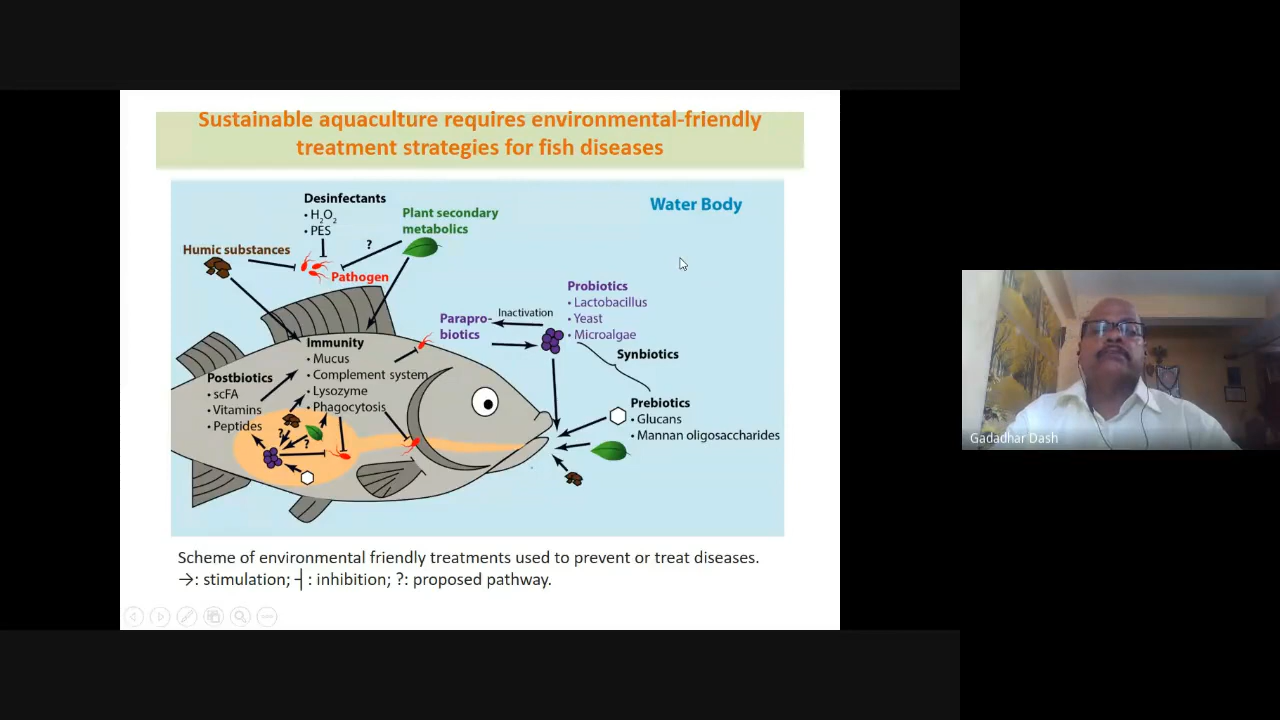 Sustainable aquaculture requires environmental-friendly
treatment strategies for fish diseases
Desinfectants
• H2O2
• PES
Plant secondary
metabolics
Water Body
?
Humic substances
Pathogen
Probiotics
• Lactobacillus
• Yeast
• Microalgae
Parapro-
biotics
Inactivation
Synbiotics
Immunity
• Mucus
• Complement system
• Lysozyme
• Phagocytosis
Postbiotics
• scFA
• Vitamins
• Peptides
?
?
Prebiotics
• Glucans
• Mannan oligosaccharides
Scheme of environmental friendly treatments used to prevent or treat diseases.
→: stimulation; ┤: inhibition; ?: proposed pathway.
Gadadhar Dash